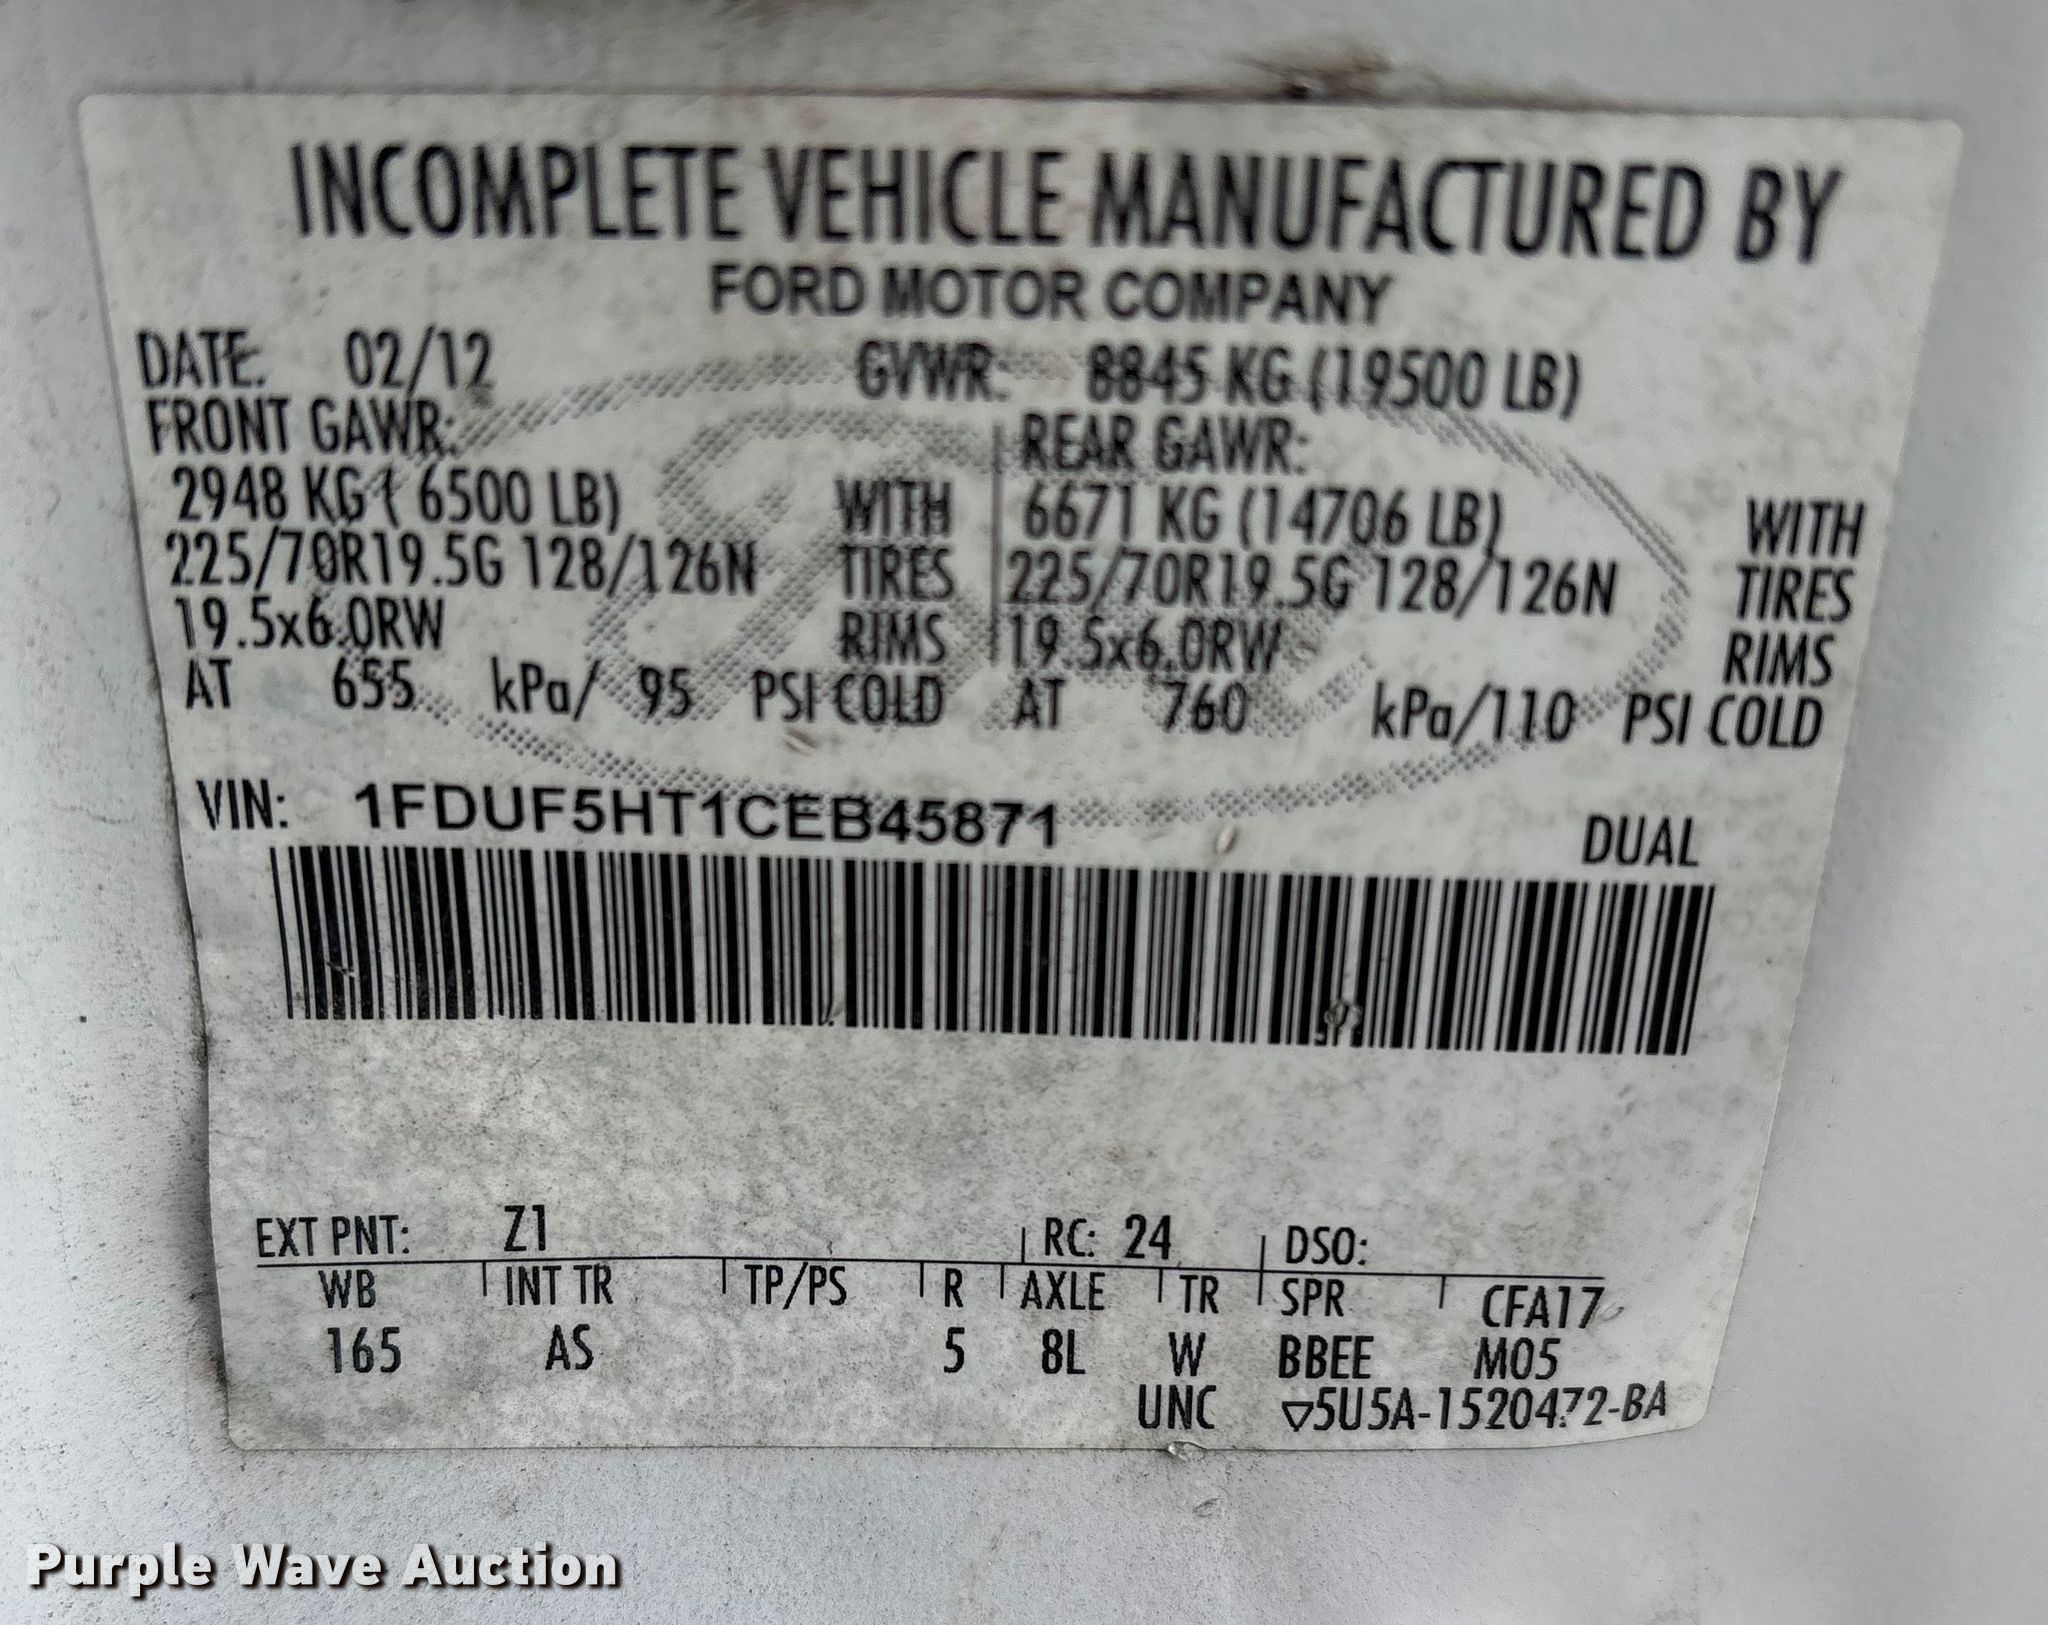 INCOMPLETE VEHICLE MANUFACTURED BY
FORD MOTOR COMPANY
DATE: 02/12 GVWR: 8845 KG (19500 LB)
FRONT GAWR: REAR GAWR:
2948 KG ( 6500 LB) WITH 6671 KG (14706 LB) WITH
225/70R19.5G 128/126N TIRES 225/70R19.5G 128/126N TIRES
19.5x6.0RW RIMS 19.5x6.0RW RIMS
AT 655 kPa/ 95 PSI COLD AT 760 kPa/110 PSI COLD
VIN: 1FDUF5HT1CEB45871
DUAL
EXT PNT: Z1 RC: 24 DSO:
WB INT TR TP/PS R AXLE TR SPR CFA17
165 AS 5 8L W BBEE M05
UNC ▽5U5A-1520472-BA
Purple Wave Auction